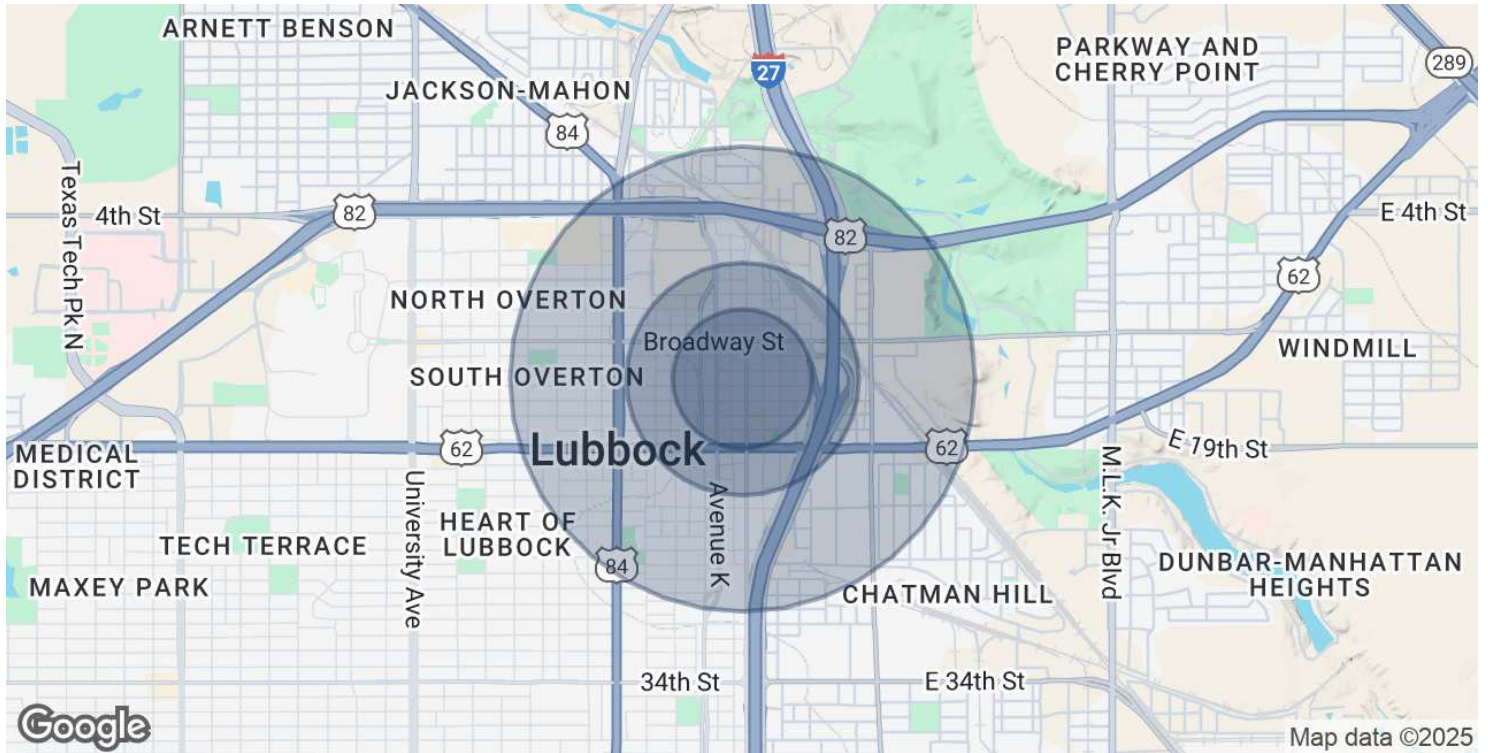 ARNETT BENSON
27
PARKWAY AND
CHERRY POINT
289
JACKSON-MAHON
84
Texas Tech Pk N
4th St
82
82
E 4th St
62
NORTH OVERTON
Broadway St
WINDMILL
SOUTH OVERTON
MEDICAL
DISTRICT
62
Lubbock
62
E 19th St
University Ave
Avenue K
M.L.K. Jr Blvd
HEART OF
LUBBOCK
TECH TERRACE
84
DUNBAR-MANHATTAN
HEIGHTS
MAXEY PARK
CHATMAN HILL
34th St
E 34th St
Google
Map data ©2025